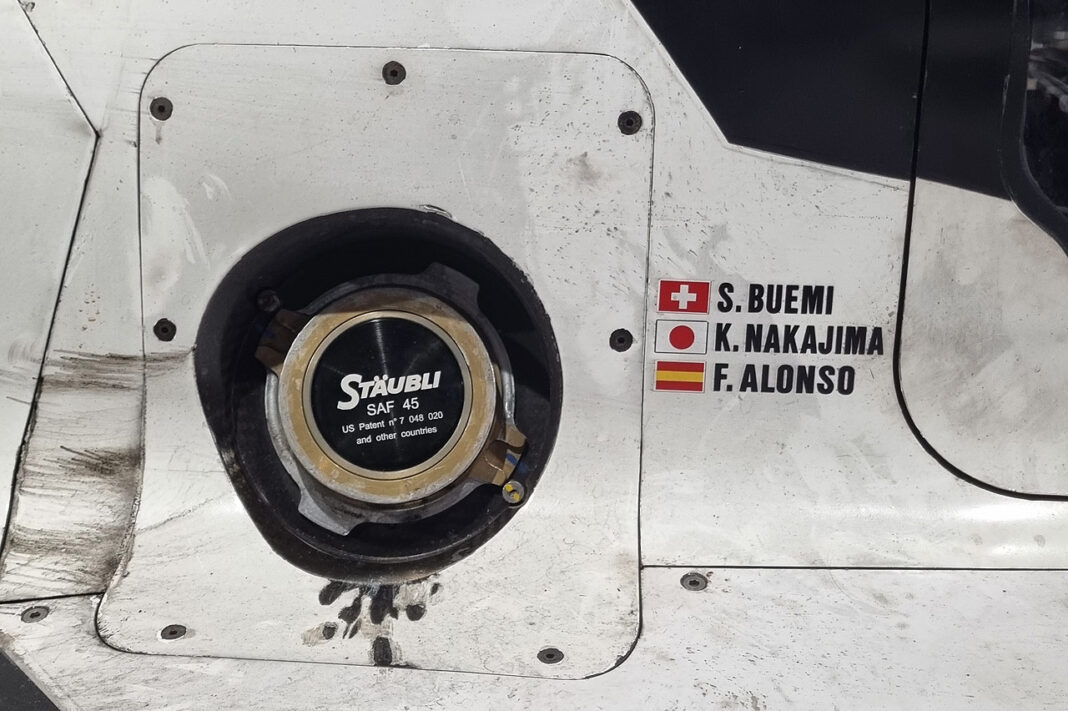 STÄUBLI
SAF 45
US Patent n° 7 048 020
and other countries
S. BUEMI
K. NAKAJIMA
F. ALONSO